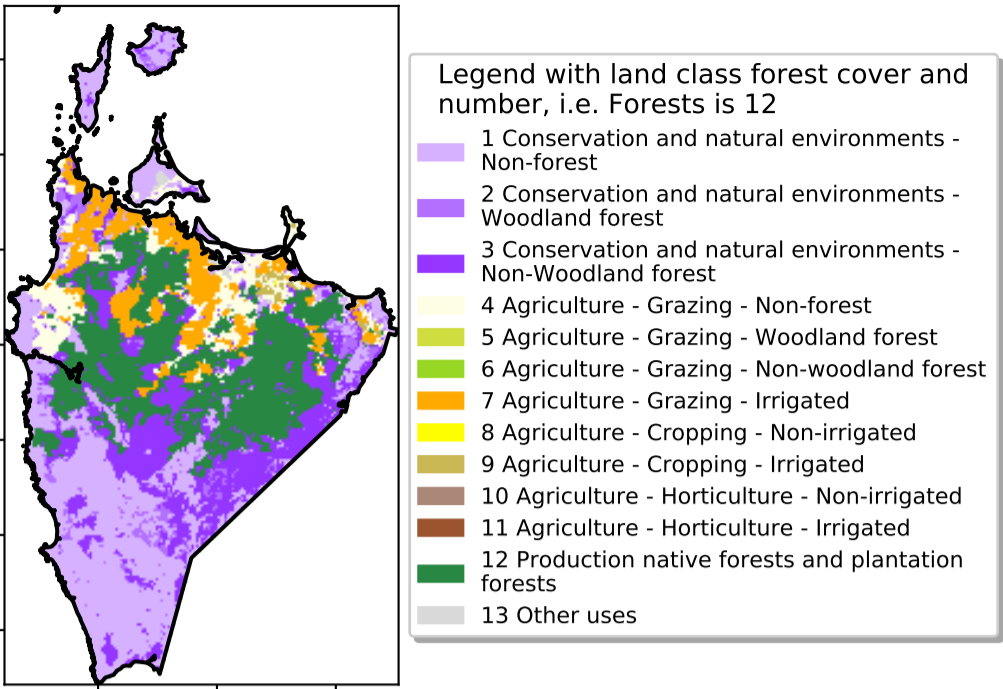 Legend with land class forest cover and
number, i.e. Forests is 12
1 Conservation and natural environments -
Non-forest
2 Conservation and natural environments -
Woodland forest
3 Conservation and natural environments -
Non-Woodland forest
4 Agriculture - Grazing - Non-forest
5 Agriculture - Grazing - Woodland forest
6 Agriculture - Grazing - Non-woodland forest
7 Agriculture - Grazing - Irrigated
8 Agriculture - Cropping - Non-irrigated
9 Agriculture - Cropping - Irrigated
10 Agriculture - Horticulture - Non-irrigated
11 Agriculture - Horticulture - Irrigated
12 Production native forests and plantation
forests
13 Other uses